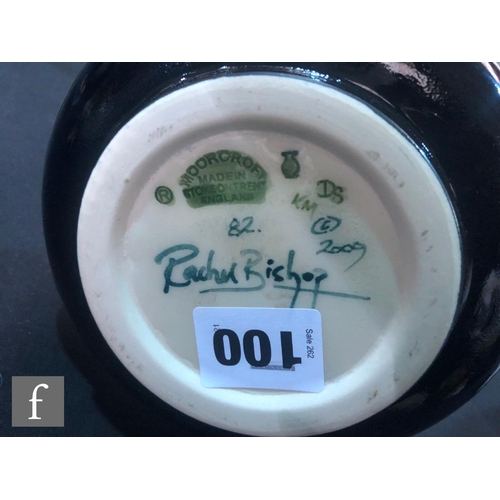 MOORCROFT
MADE IN
STOKE ON TRENT
ENGLAND
®
DS
KM
82.
©
2009
Rachel Bishop
100
Sale 262
f